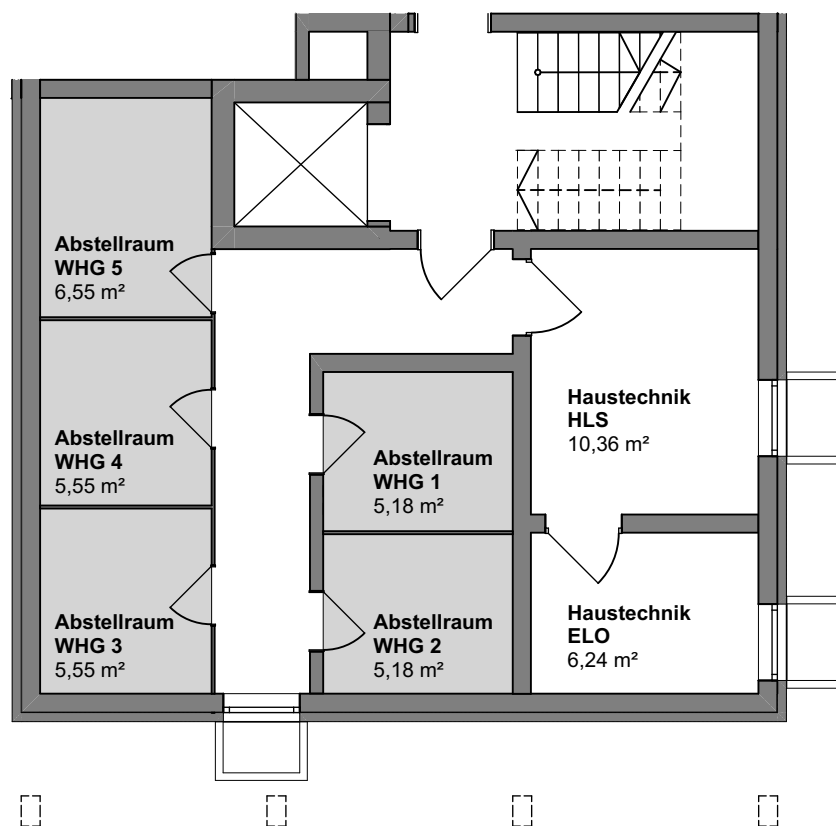 Abstellraum
WHG 5
6,55 m²
Abstellraum
WHG 4
5,55 m²
Abstellraum
WHG 3
5,55 m²
Abstellraum
WHG 1
5,18 m²
Abstellraum
WHG 2
5,18 m²
Haustechnik
HLS
10,36 m²
Haustechnik
ELO
6,24 m²